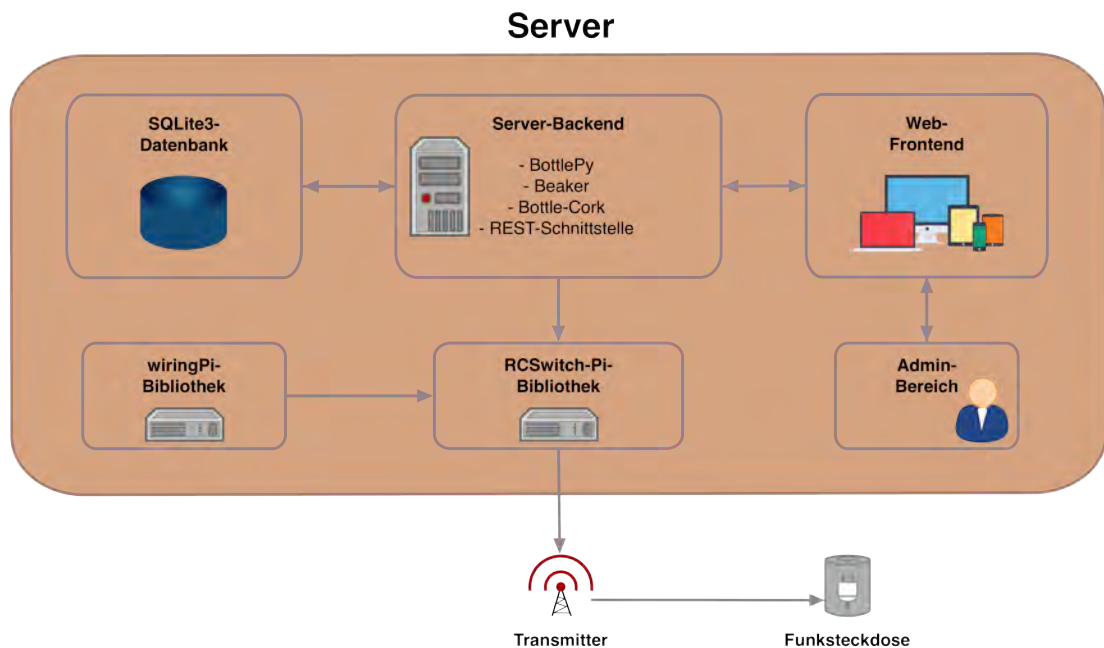 Server
SQLite3-
Datenbank
Server-Backend
- BottlePy
- Beaker
- Bottle-Cork
- REST-Schnittstelle
Web-
Frontend
wiringPi-
Bibliothek
RCSwitch-Pi-
Bibliothek
Admin-
Bereich
Transmitter
Funksteckdose